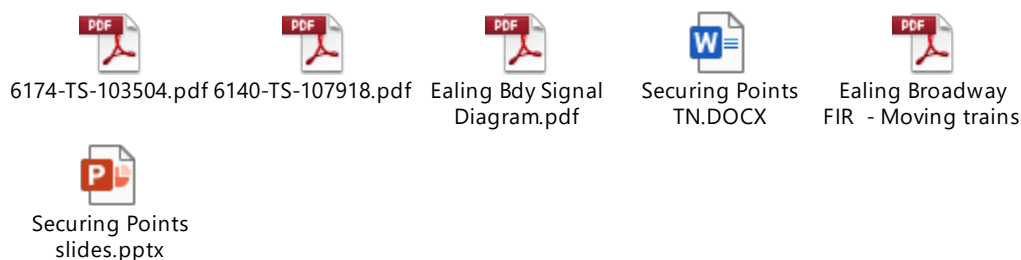 PDF PDF PDF W PDF
6174-TS-103504.pdf 6140-TS-107918.pdf Ealing Bdy Signal Securing Points Ealing Broadway
Diagram.pdf TN.DOCX FIR - Moving trains
P
Securing Points
slides.pptx